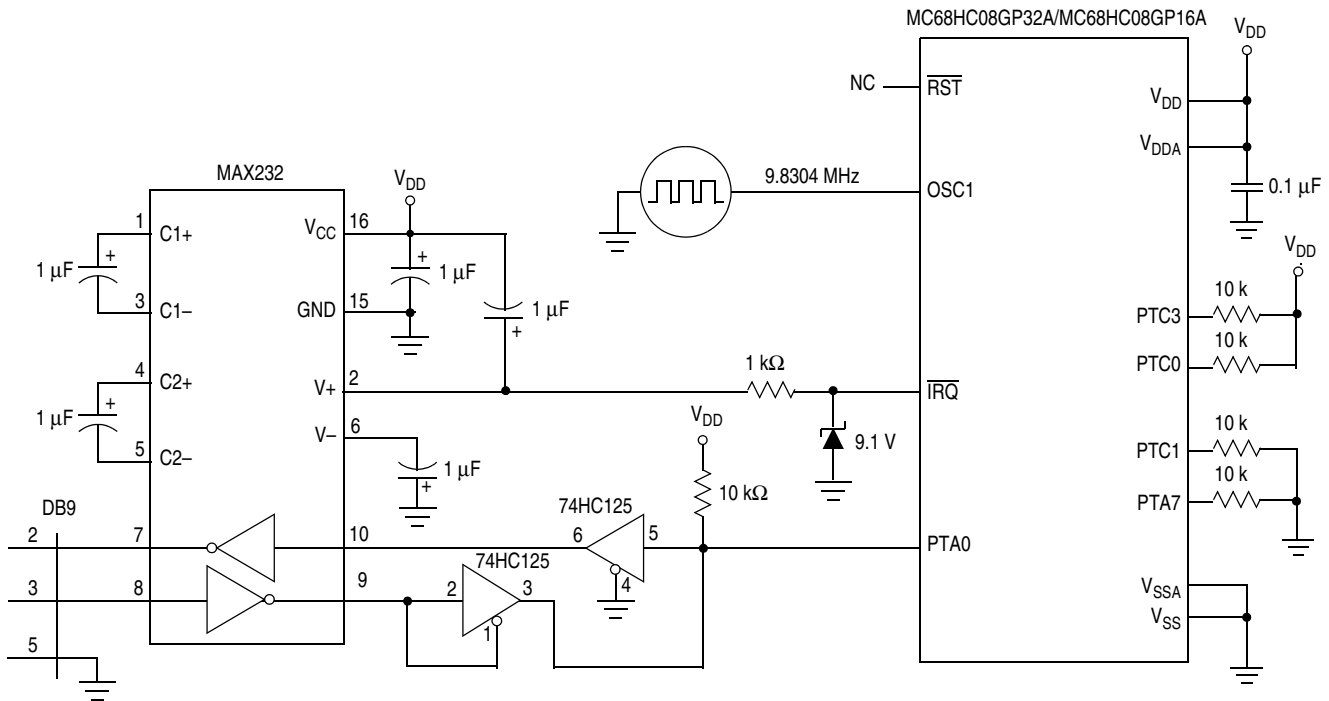 MC68HC08GP32A/MC68HC08GP16A
VDD
NC
RST
VDD
VDDA
0.1 µF
9.8304 MHz
OSC1
MAX232
VDD
1
C1+
VCC
16
1 µF
+
+
1 µF
3
C1–
GND
15
1 µF
+
VDD
10 k
PTC3
10 k
PTC0
4
C2+
V+
2
1 kΩ
IRQ
1 µF
+
V–
6
VDD
9.1 V
10 k
PTC1
5
C2–
1 µF
+
10 kΩ
10 k
PTA7
DB9
74HC125
2
7
10
6
5
PTA0
4
74HC125
3
8
9
2
3
1
VSSA
VSS
5